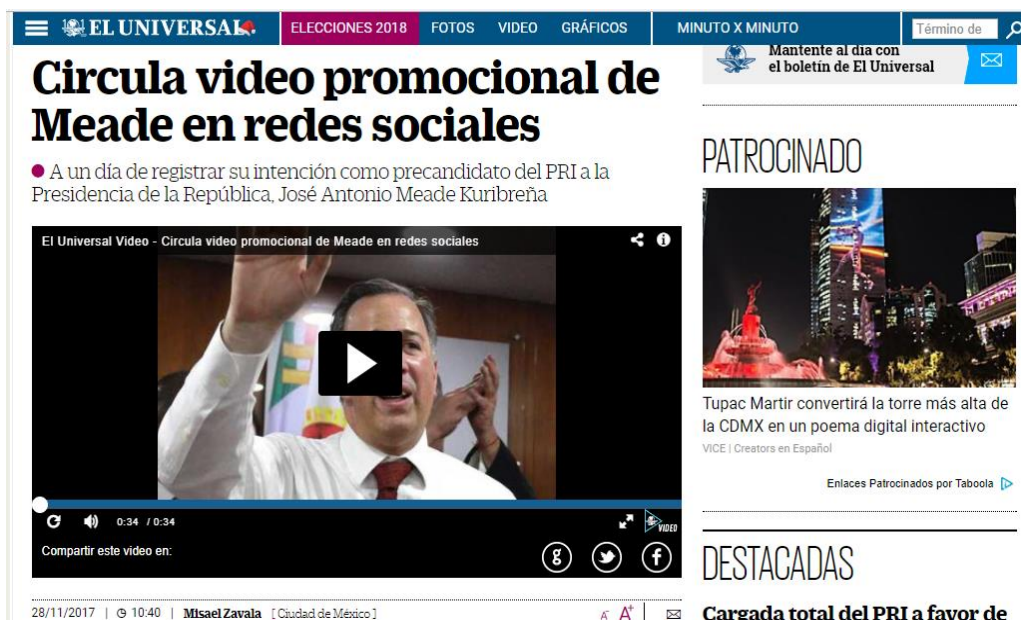 EL UNIVERSAL
ELECCIONES 2018
FOTOS
VIDEO
GRÁFICOS
MINUTO X MINUTO
Término de
Circula video promocional de
Meade en redes sociales
A un día de registrar su intención como precandidato del PRI a la
Presidencia de la República, José Antonio Meade Kuribreña
El Universal Video - Circula video promocional de Meade en redes sociales
0:34 / 0:34
VIDEO
Compartir este video en:
28/11/2017 | 10:40 | Misael Zavala [Ciudad de México]
A- A+
Mantente al día con
el boletín de El Universal
PATROCINADO
Tupac Martir convertirá la torre más alta de
la CDMX en un poema digital interactivo
VICE | Creators en Español
Enlaces Patrocinados por Taboola
DESTACADAS
Cargada total del PRI a favor de